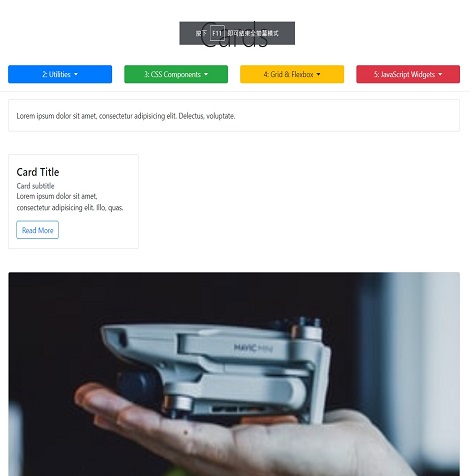 Cards
按下 F11 即可結束全螢幕模式
2: Utilities
3: CSS Components
4: Grid & Flexbox
5: JavaScript Widgets
Lorem ipsum dolor sit amet, consectetur adipisicing elit. Delectus, voluptate.
Card Title
Card subtitle
Lorem ipsum dolor sit amet,
consectetur adipisicing elit. Illo, quas.
Read More
MAVIC MINI